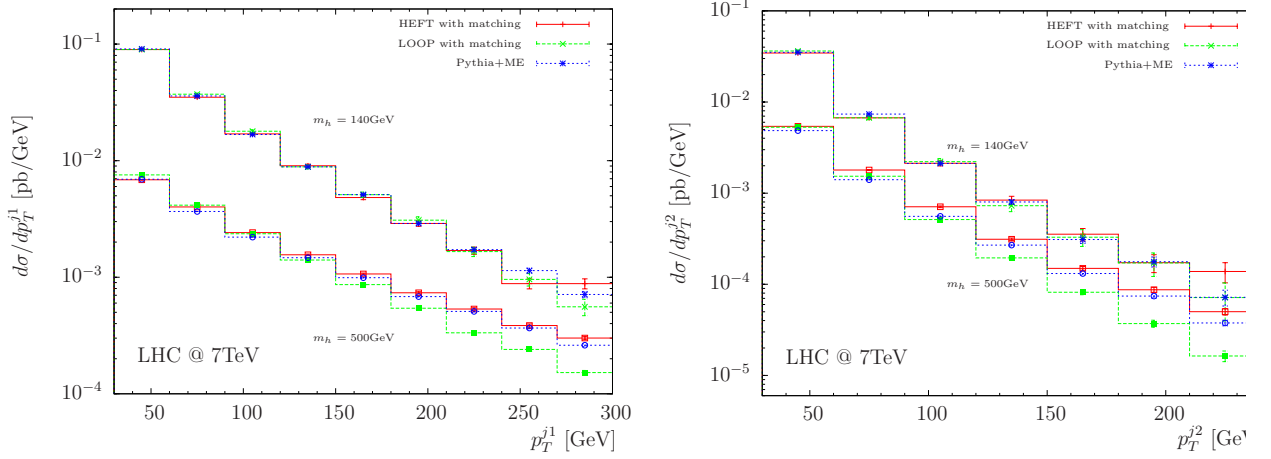 HEFT with matching
LOOP with matching
Pythia+ME
10^{-1}
10^{-2}
10^{-3}
10^{-4}
dσ/dp_T^{j1} [pb/GeV]
m_h = 140GeV
m_h = 500GeV
LHC @ 7TeV
50 100 150 200 250 300
p_T^{j1} [GeV]
HEFT with matching
LOOP with matching
Pythia+ME
10^{-1}
10^{-2}
10^{-3}
10^{-4}
10^{-5}
dσ/dp_T^{j2} [pb/GeV]
m_h = 140GeV
m_h = 500GeV
LHC @ 7TeV
50 100 150 200
p_T^{j2} [GeV